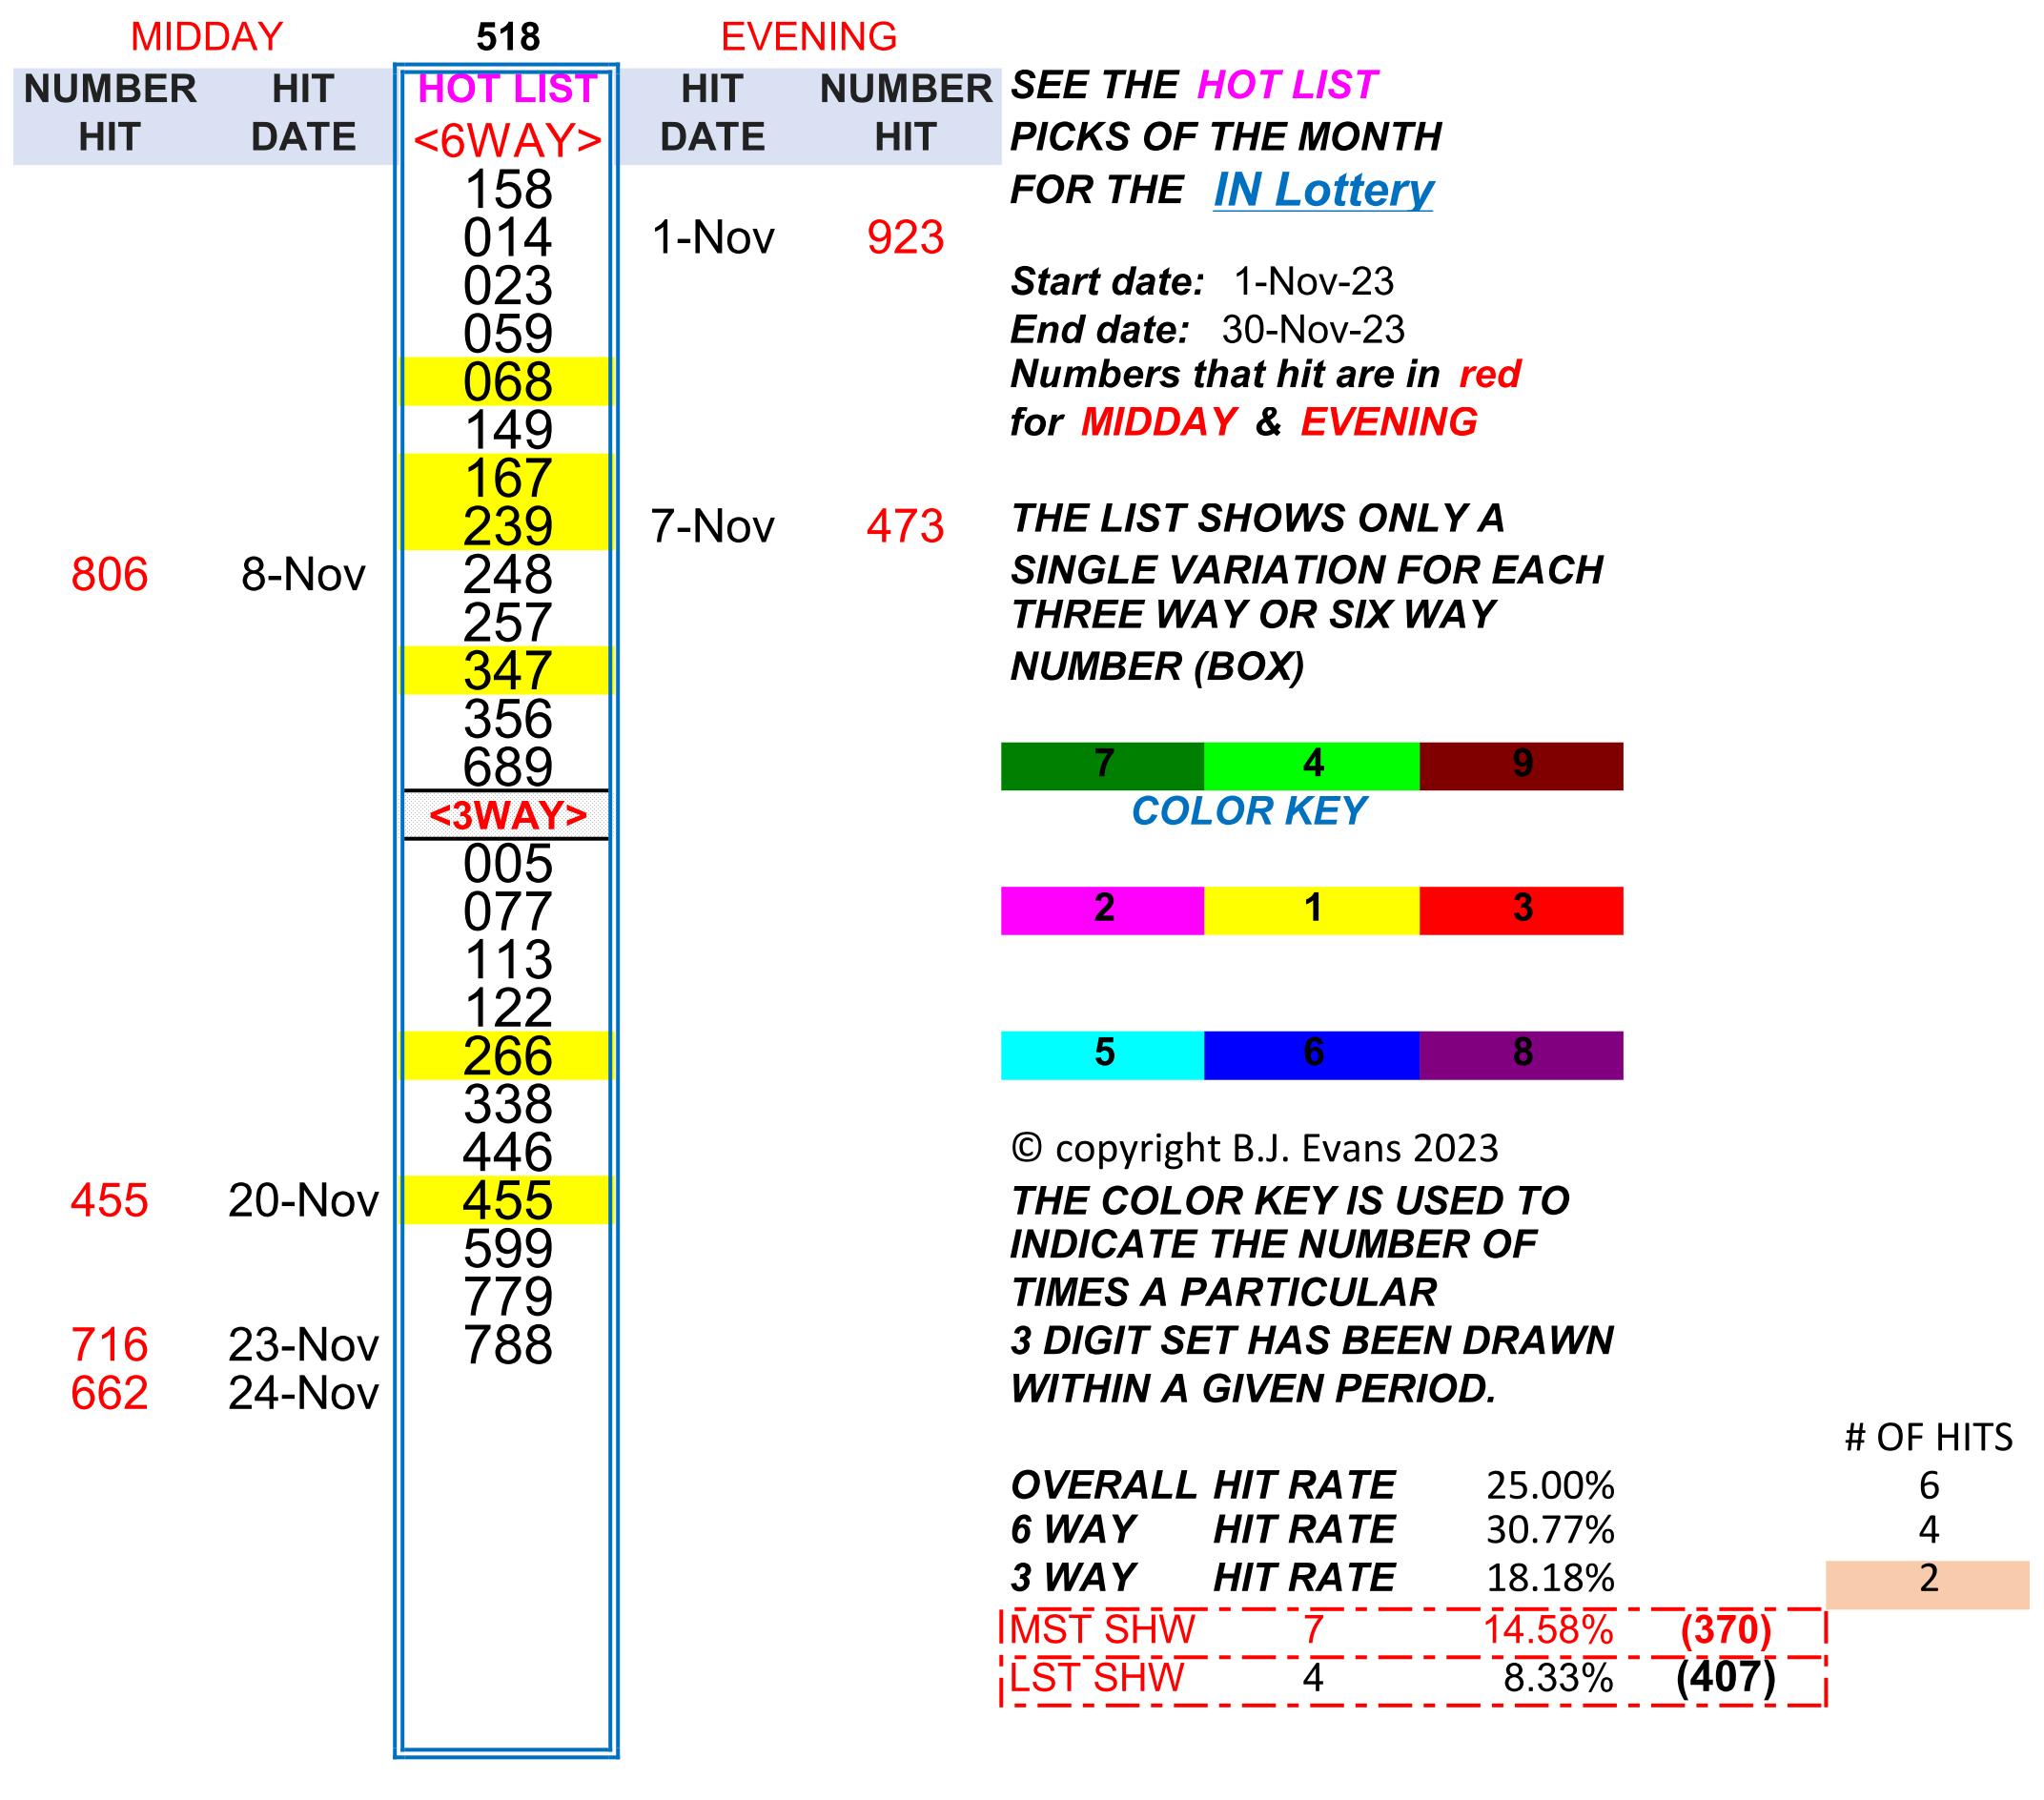 MIDDAY 518 EVENING
NUMBER HIT HOT LIST HIT NUMBER SEE THE HOT LIST
HIT DATE <6WAY> DATE HIT PICKS OF THE MONTH
158 FOR THE IN Lottery
014 1-Nov 923
023 Start date: 1-Nov-23
059 End date: 30-Nov-23
068 Numbers that hit are in red
149 for MIDDAY & EVENING
167
239 7-Nov 473 THE LIST SHOWS ONLY A
806 8-Nov 248 SINGLE VARIATION FOR EACH
257 THREE WAY OR SIX WAY
347 NUMBER (BOX)
356
689 7 4 9
<3WAY> COLOR KEY
005
077 2 1 3
113
122
266 5 6 8
338
446 © copyright B.J. Evans 2023
455 20-Nov 455 THE COLOR KEY IS USED TO
599 INDICATE THE NUMBER OF
779 TIMES A PARTICULAR
716 23-Nov 788 3 DIGIT SET HAS BEEN DRAWN
662 24-Nov WITHIN A GIVEN PERIOD.
# OF HITS
OVERALL HIT RATE 25.00% 6
6 WAY HIT RATE 30.77% 4
3 WAY HIT RATE 18.18% 2
MST SHW 7 14.58% (370)
LST SHW 4 8.33% (407)